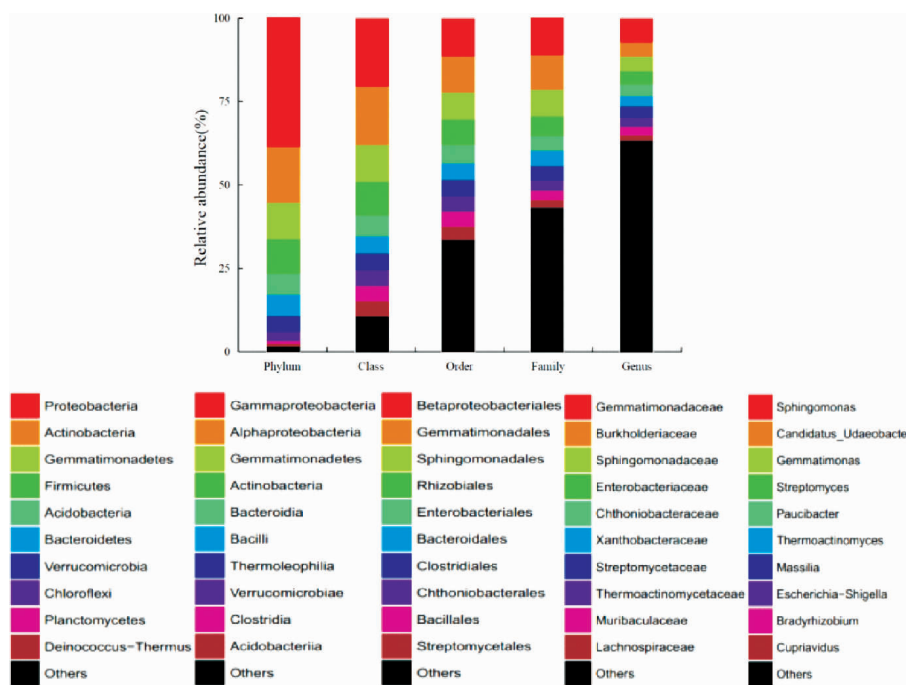 100
75
50
25
0
Relative abundance(%)
Phylum Class Order Family Genus
Proteobacteria Gammaproteobacteria Betaproteobacteriales Gemmatimonadaceae Sphingomonas
Actinobacteria Alphaproteobacteria Gemmatimonadales Burkholderiaceae Candidatus_Udaeobacte
Gemmatimonadetes Gemmatimonadetes Sphingomonadales Sphingomonadaceae Gemmatimonas
Firmicutes Actinobacteria Rhizobiales Enterobacteriaceae Streptomyces
Acidobacteria Bacteroidia Enterobacteriales Chthoniobacteraceae Paucibacter
Bacteroidetes Bacilli Bacteroidales Xanthobacteraceae Thermoactinomyces
Verrucomicrobia Thermoleophilia Clostridiales Streptomycetaceae Massilia
Chloroflexi Verrucomicrobiae Chthoniobacterales Thermoactinomycetaceae Escherichia-Shigella
Planctomycetes Clostridia Bacillales Muribaculaceae Bradyrhizobium
Deinococcus-Thermus Acidobacteriia Streptomycetales Lachnospiraceae Cupriavidus
Others Others Others Others Others